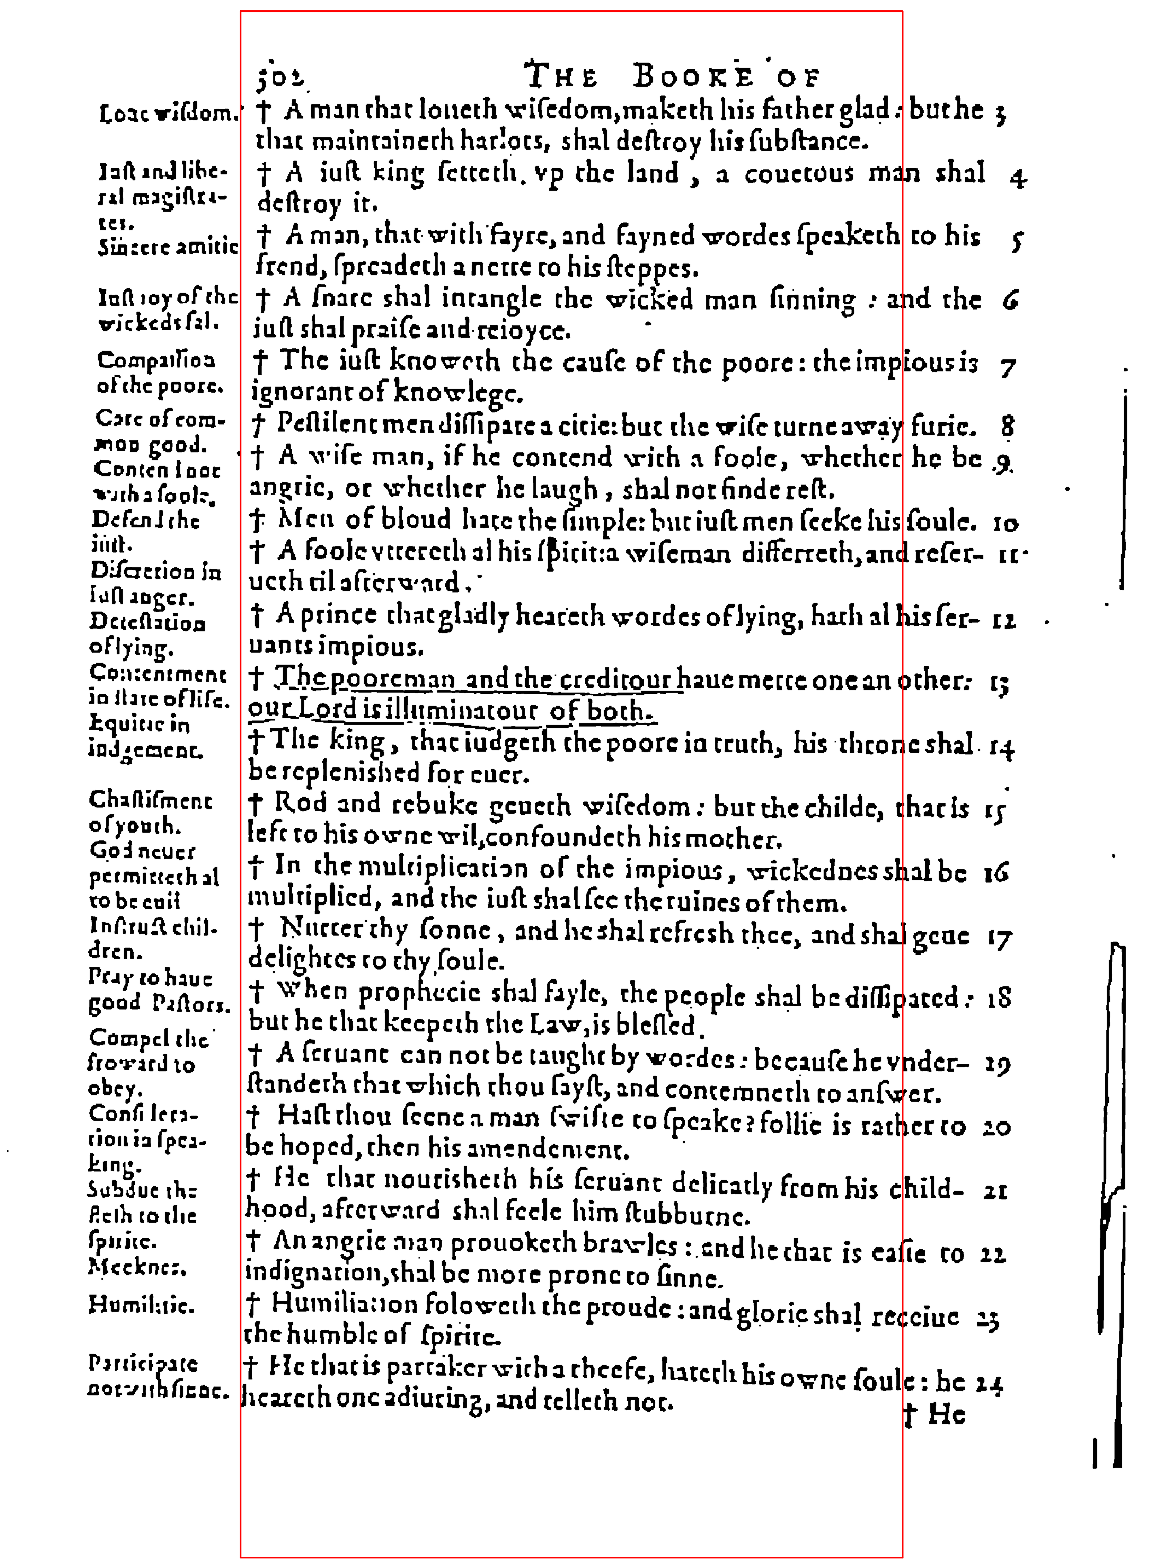 302 THE BOOKE OF
Loue wiſdom.
† A man that loueth wiſedom, maketh his father glad: but he 3
that maintaineth harlots, shal deſtroy his ſubſtance.
Iuſt and libe-
ral magiſtra-
tes.
† A iuſt king ſetteth vp the land, a couetous man shal 4
deſtroy it.
Sincere amitie
† A man, that with fayre, and fayned wordes ſpeaketh to his 5
frend, ſpreadeth a nette to his ſteppes.
Iuſt ioy of the
wickeds fal.
† A ſnare shal intangle the wicked man ſinning: and the 6
iuſt shal praiſe and reioyce.
Compaſſion
of the poore.
† The iuſt knoweth the cauſe of the poore: the impious is 7
ignorant of knowlege.
Care of com-
mon good.
† Peſtilent men diſſipate a citie: but the wiſe turne away furie. 8
Conten̄d not
with a foole.
† A wiſe man, if he contend with a foole, whether he be 9
angrie, or whether he laugh, shal not finde reſt.
Defend the
iuſt.
† Men of bloud hate the ſimple: but iuſt men ſeeke his ſoule. 10
Diſcretion in
iuſt anger.
† A foole vttereth al his ſpirit: a wiſeman differreth, and reſer- 11
ueth til afterward.
Deteſtation
of lying.
† A prince that gladly heareth wordes of lying, hath al his ſer- 12
uants impious.
Contentment
in ſtate of life.
† The pooreman and the creditour haue mette one an other: 13
our Lord is illuminatour of both.
Equitie in
iudgement.
† The king, that iudgeth the poore in truth, his throne shal 14
be replenished for euer.
Chaſtiſment
of youth.
† Rod and rebuke geueth wiſedom: but the childe, that is 15
left to his owne wil, confoundeth his mother.
God neuer
permitteth al
to be euil
† In the multiplication of the impious, wickednes shal be 16
multiplied, and the iuſt shal ſee the ruines of them.
Inſtruct chil-
dren.
† Nurter thy ſonne, and he shal refresh thee, and shal geue 17
delightes to thy ſoule.
Pray to haue
good Paſtors.
† When prophecie shal fayle, the people shal be diſſipated: 18
but he that keepeth the Law, is bleſſed.
Compel the
froward to
obey.
† A ſeruant can not be taught by wordes: becauſe he vnder- 19
ſtandeth that which thou ſayſt, and contemneth to anſwer.
Conſidera-
tion in ſpea-
king.
† Haſt thou ſeene a man ſwifte to ſpeake? follie is rather to 20
be hoped, then his amendement.
Subdue the
flesh to the
ſpirite.
† He that nourisheth his ſeruant delicatly from his child- 21
hood, afterward shal feele him ſtubburne.
Meeknes.
† An angrie man prouoketh brawles: and he that is eaſie to 22
indignation, shal be more prone to ſinne.
Humilitie.
† Humiliation foloweth the proude: and glorie shal receiue 23
the humble of ſpirite.
Participate
not with ſinne.
† He that is partaker with a theefe, hateth his owne ſoule: he 24
heareth one adiuring, and telleth not.
† He